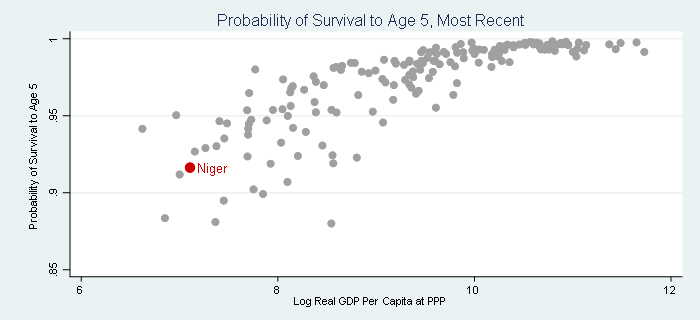 Probability of Survival to Age 5, Most Recent
Probability of Survival to Age 5
1
.95
.9
.85
Niger
6 8 10 12
Log Real GDP Per Capita at PPP